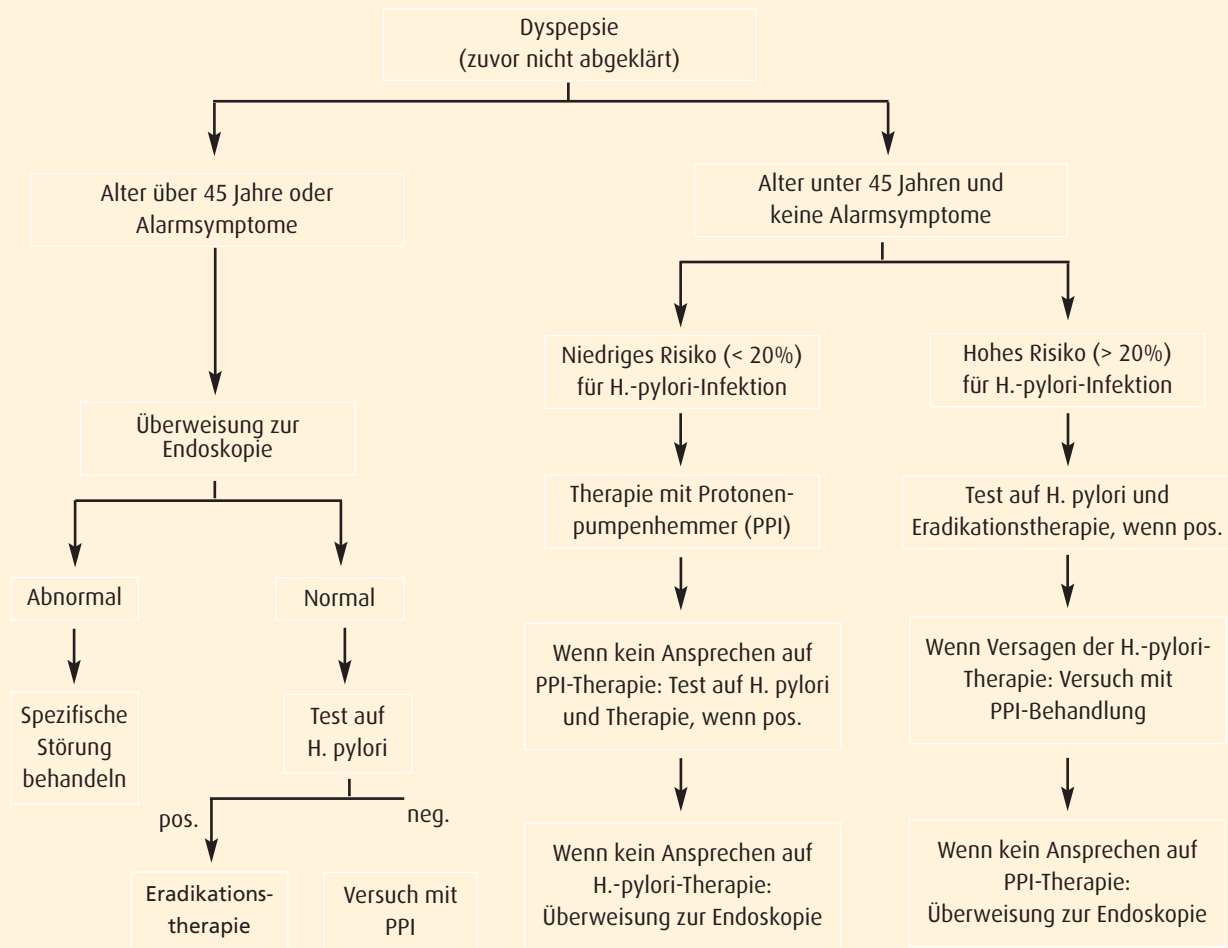 Dyspepsie
(zuvor nicht abgeklärt)
Alter über 45 Jahre oder
Alarmsymptome
Alter unter 45 Jahren und
keine Alarmsymptome
Niedriges Risiko (< 20%)
für H.-pylori-Infektion
Hohes Risiko (> 20%)
für H.-pylori-Infektion
Überweisung zur
Endoskopie
Therapie mit Protonen-
pumpenhemmer (PPI)
Test auf H. pylori und
Eradikationstherapie, wenn pos.
Abnormal
Normal
Wenn kein Ansprechen auf
PPI-Therapie: Test auf H. pylori
und Therapie, wenn pos.
Wenn Versagen der H.-pylori-
Therapie: Versuch mit
PPI-Behandlung
Spezifische
Störung
behandeln
Test auf
H. pylori
pos.
neg.
Eradikations-
therapie
Versuch mit
PPI
Wenn kein Ansprechen auf
H.-pylori-Therapie:
Überweisung zur Endoskopie
Wenn kein Ansprechen auf
PPI-Therapie:
Überweisung zur Endoskopie